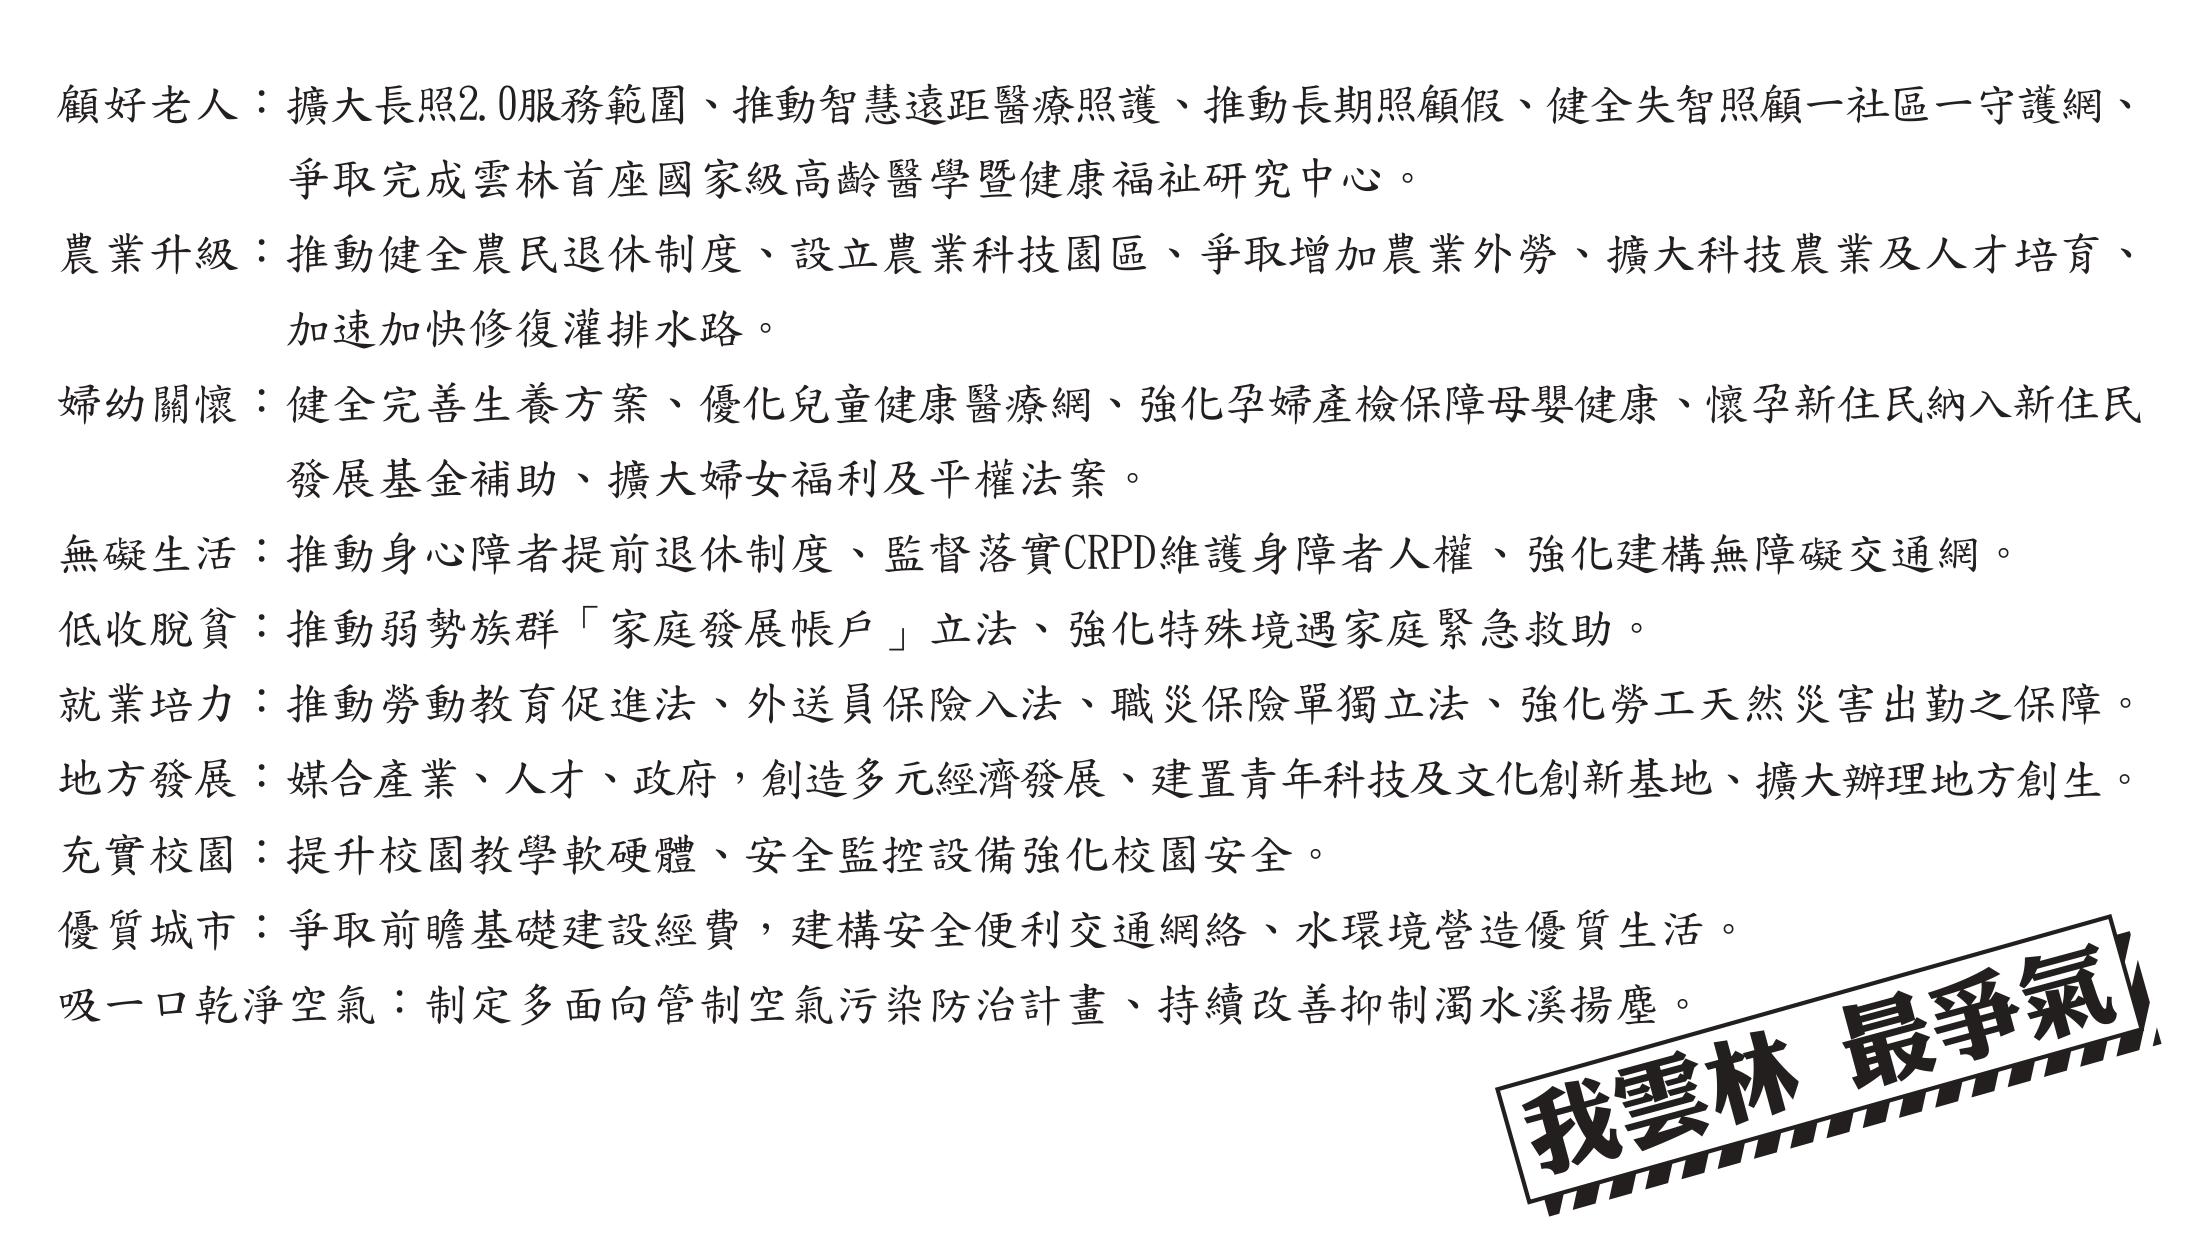 顧好老人：擴大長照2.0服務範圍、推動智慧遠距醫療照護、推動長期照顧假、健全失智照顧一社區一守護網、
爭取完成雲林首座國家級高齡醫學暨健康福祉研究中心。
農業升級：推動健全農民退休制度、設立農業科技園區、爭取增加農業外勞、擴大科技農業及人才培育、
加速加快修復灌排水路。
婦幼關懷：健全完善生養方案、優化兒童健康醫療網、強化孕婦產檢保障母嬰健康、懷孕新住民納入新住民
發展基金補助、擴大婦女福利及平權法案。
無礙生活：推動身心障者提前退休制度、監督落實CRPD維護身障者人權、強化建構無障礙交通網。
低收脫貧：推動弱勢族群「家庭發展帳戶」立法、強化特殊境遇家庭緊急救助。
就業培力：推動勞動教育促進法、外送員保險入法、職災保險單獨立法、強化勞工天然災害出勤之保障。
地方發展：媒合產業、人才、政府，創造多元經濟發展、建置青年科技及文化創新基地、擴大辦理地方創生。
充實校園：提升校園教學軟硬體、安全監控設備強化校園安全。
優質城市：爭取前瞻基礎建設經費，建構安全便利交通網絡、水環境營造優質生活。
吸一口乾淨空氣：制定多面向管制空氣污染防治計畫、持續改善抑制濁水溪揚塵。
我雲林 最爭氣